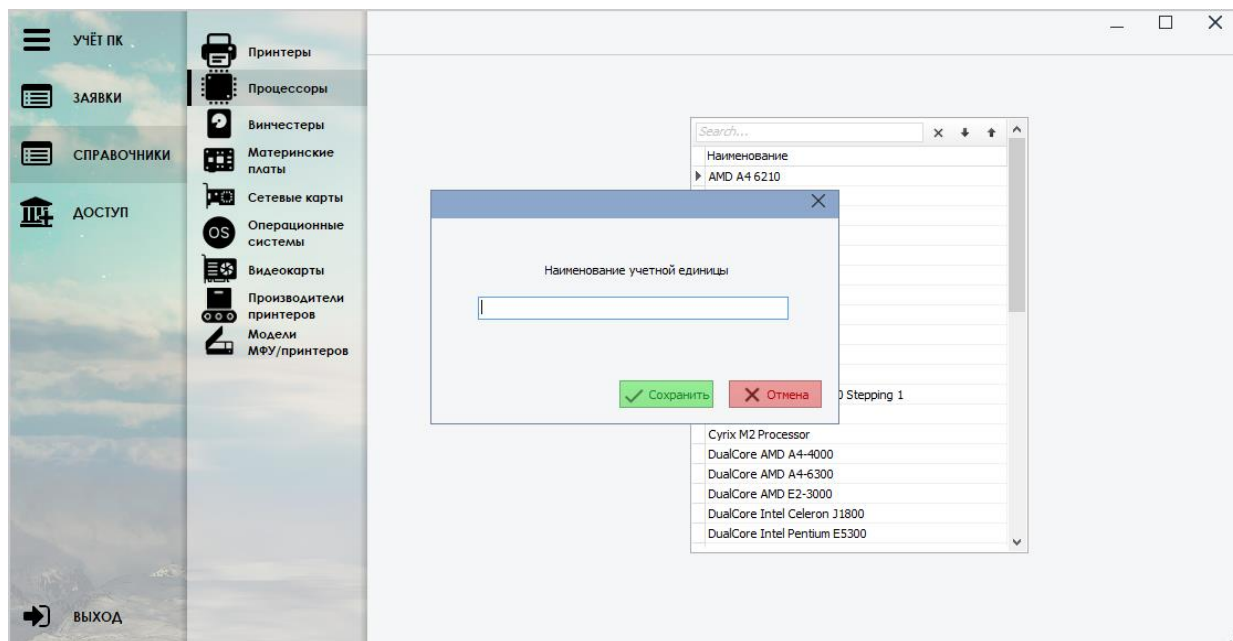 УЧЁТ ПК
ЗАЯВКИ
СПРАВОЧНИКИ
ДОСТУП
ВЫХОД
Принтеры
Процессоры
Винчестеры
Материнские
платы
Сетевые карты
OS
Операционные
системы
Видеокарты
Производители
принтеров
Модели
МФУ/принтеров
Search...
Наименование
AMD A4 6210
Наименование учетной единицы
Сохранить
Отмена
0 Stepping 1
Cyrix M2 Processor
DualCore AMD A4-4000
DualCore AMD A4-6300
DualCore AMD E2-3000
DualCore Intel Celeron J1800
DualCore Intel Pentium E5300